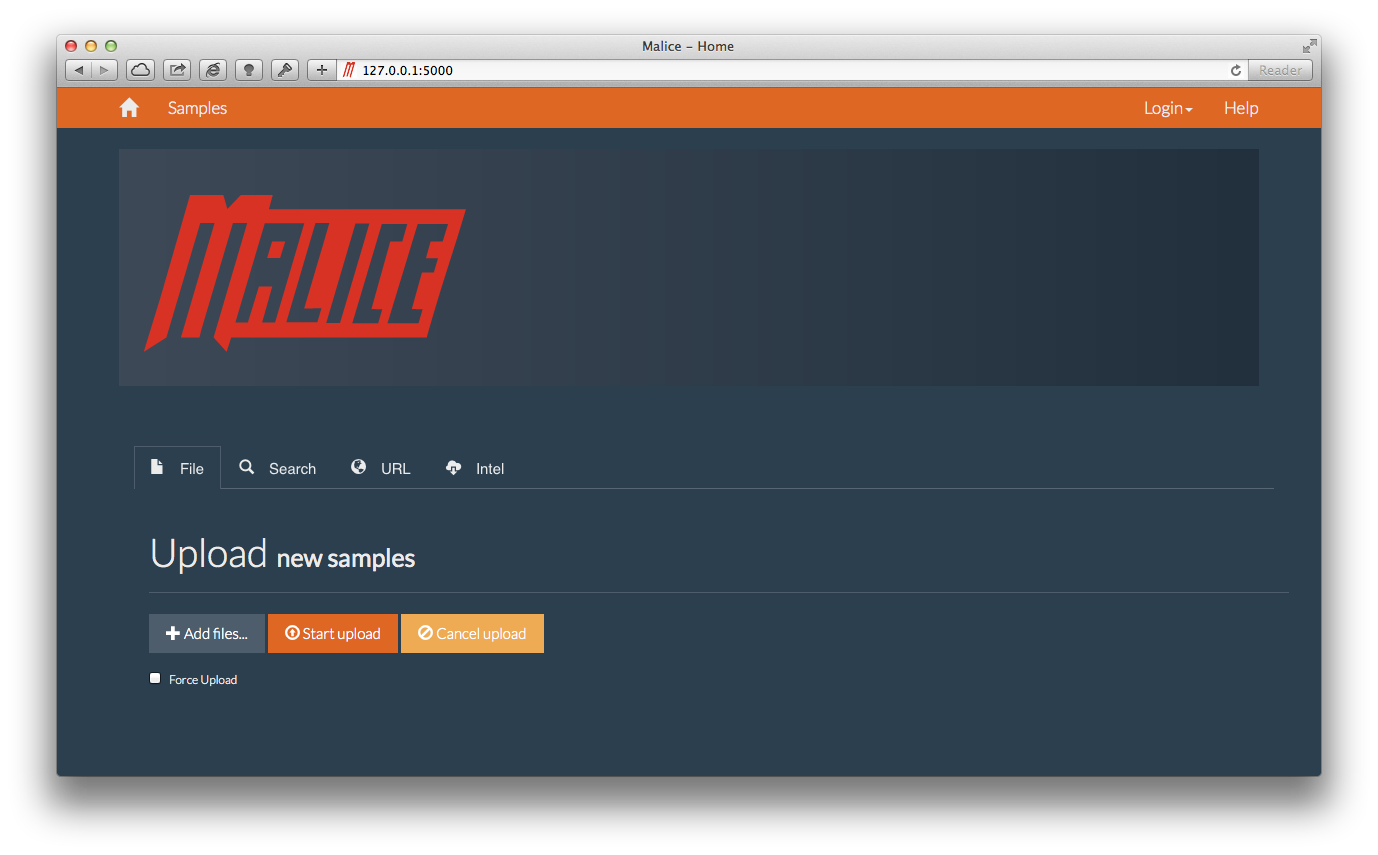 Malice – Home
127.0.0.1:5000
Reader
Samples
Login
Help
MALICE
File
Search
URL
Intel
Upload new samples
Add files...
Start upload
Cancel upload
Force Upload